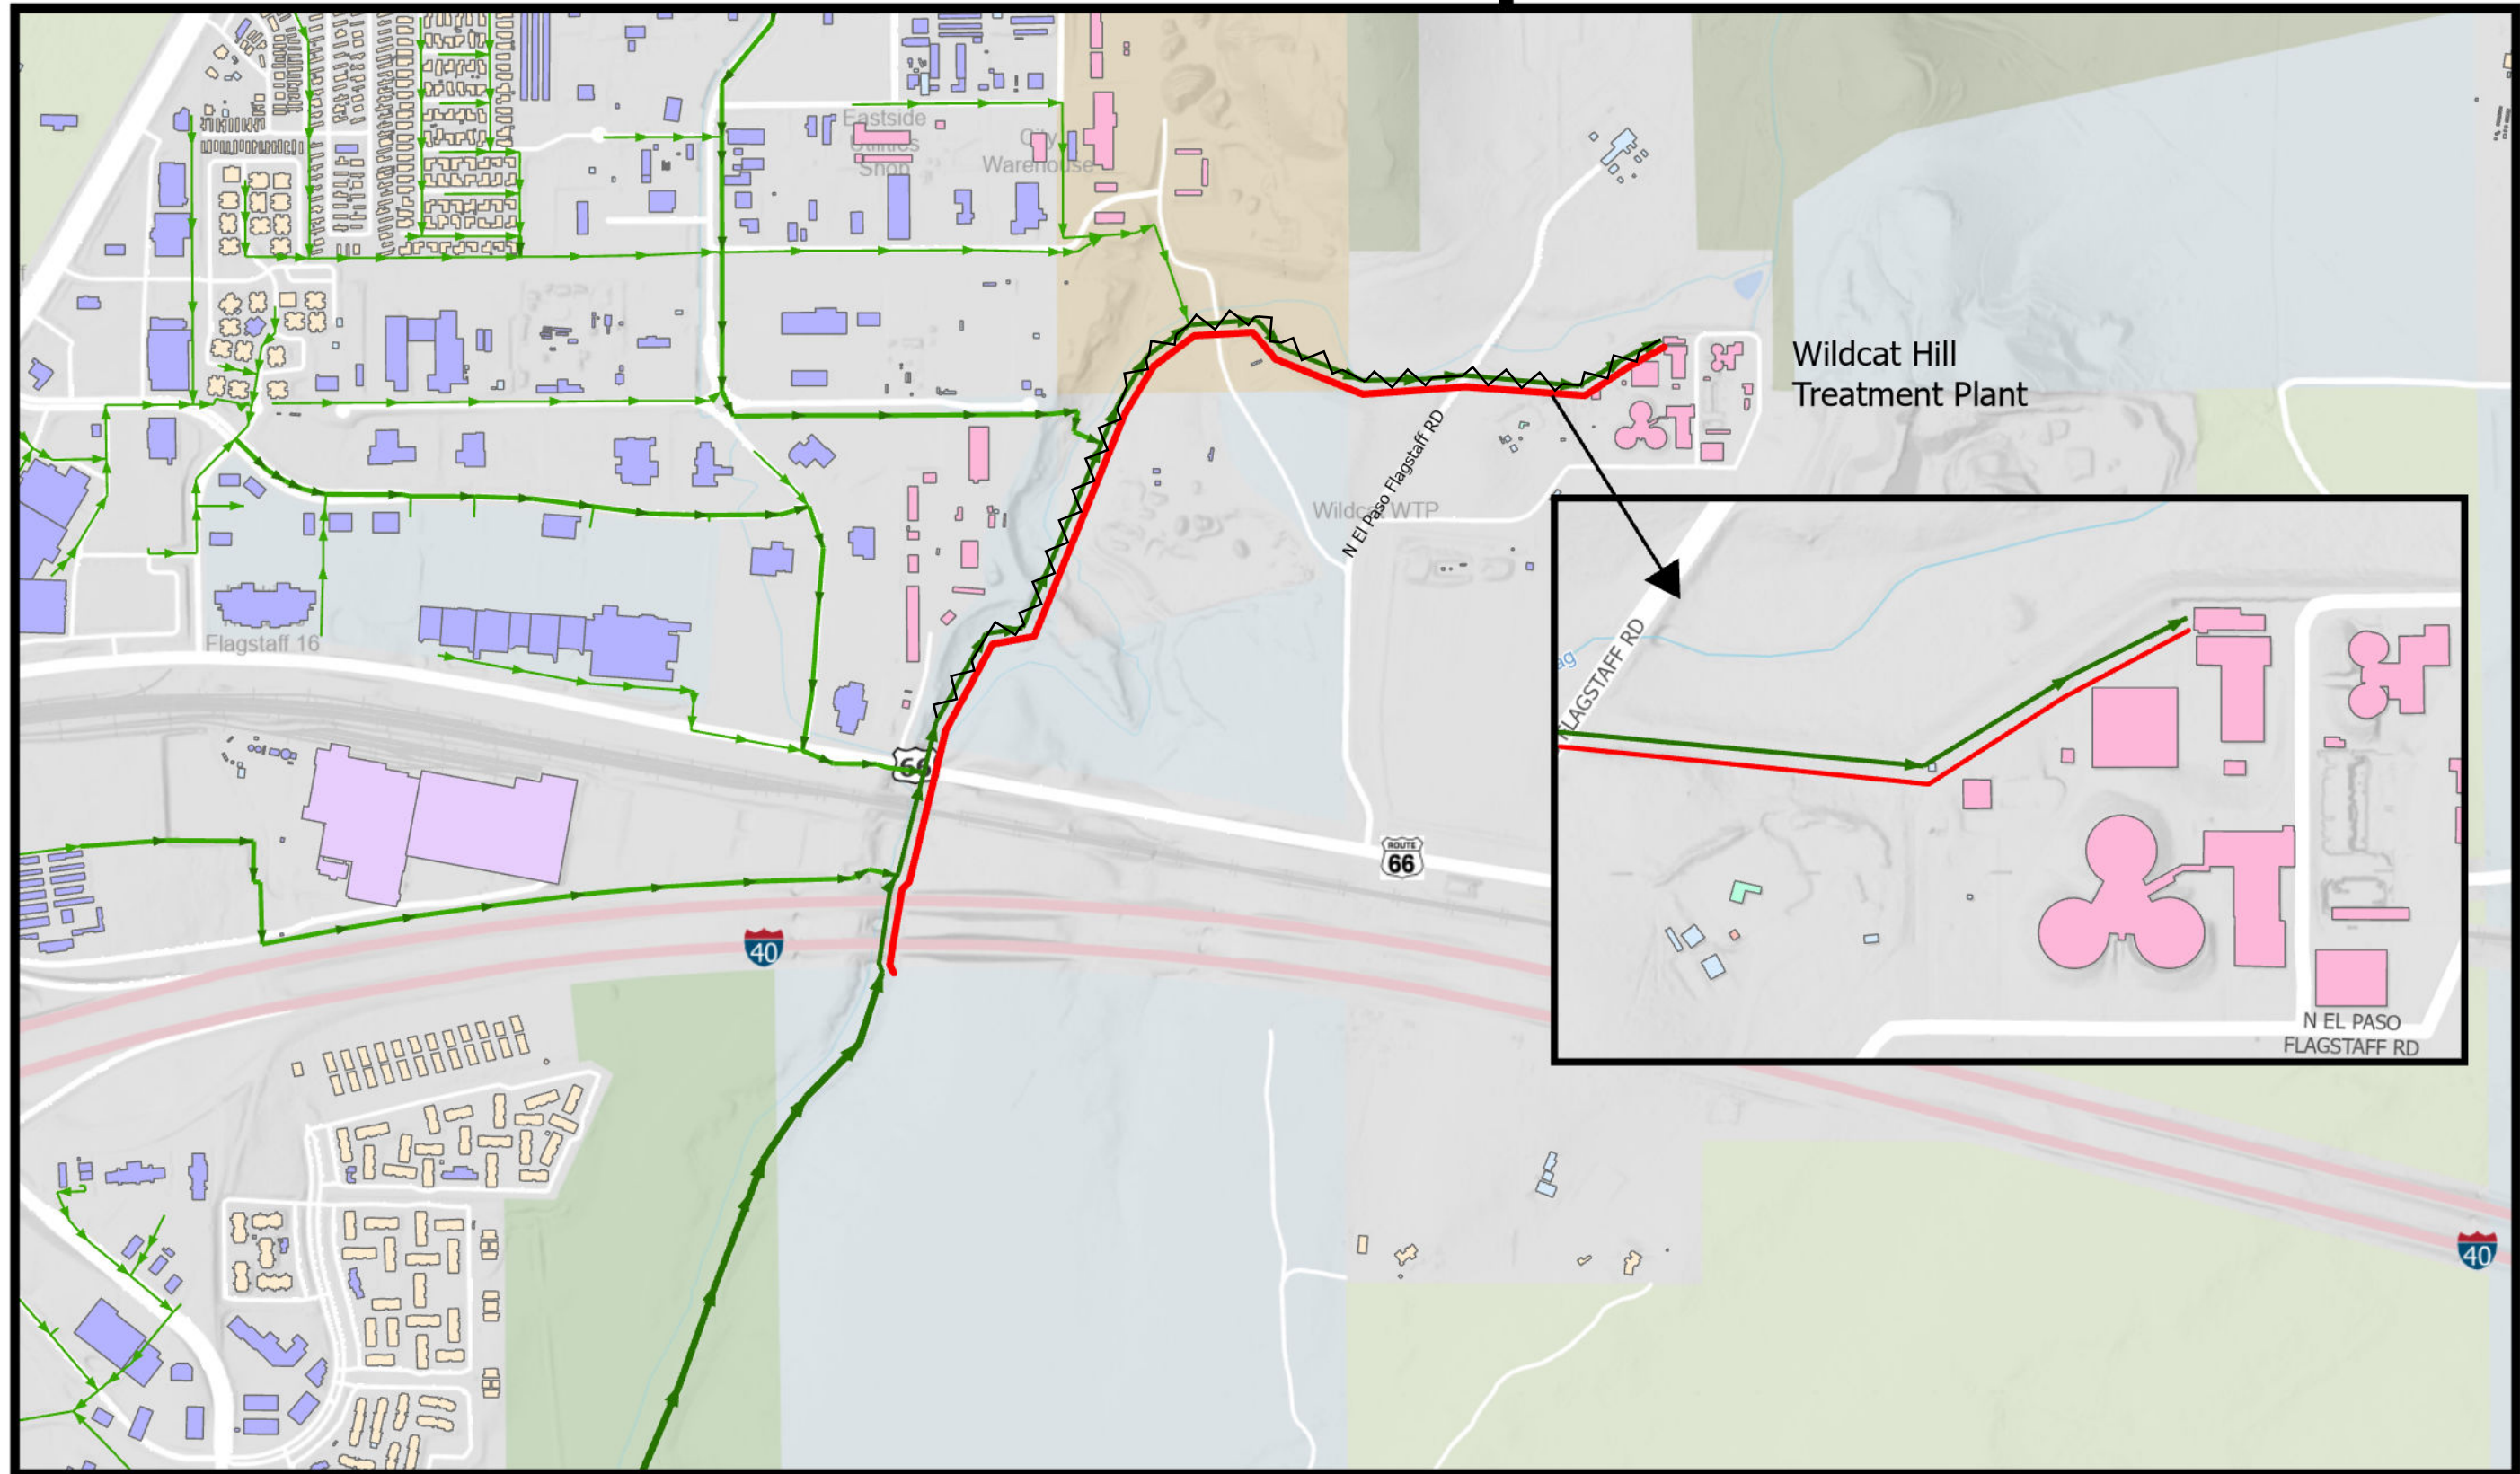 Eastside
Utilities
Shop
City
Warehouse
Wildcat Hill
Treatment Plant
N El Paso Flagstaff RD
Wildcat WTP
Flagstaff 16
66
ROUTE
66
40
FLAGSTAFF RD
ag
N EL PASO
FLAGSTAFF RD
40